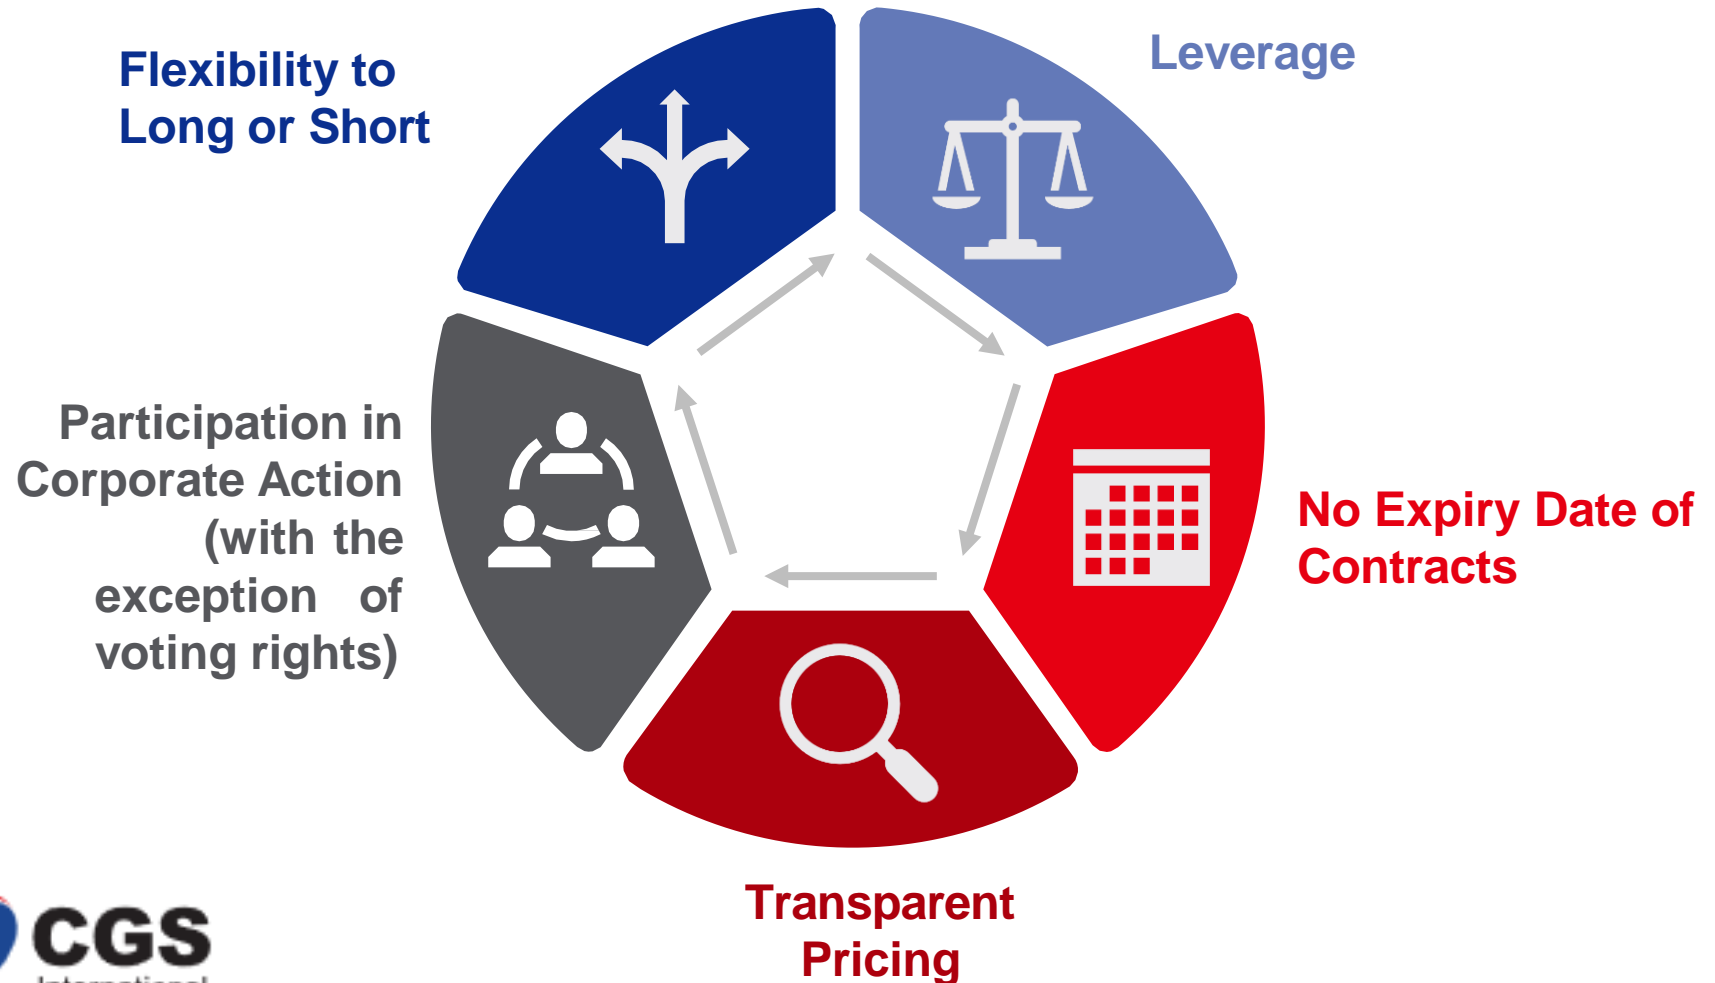 Flexibility to
Long or Short
Leverage
Participation in
Corporate Action
(with the
exception of
voting rights)
No Expiry Date of
Contracts
Transparent
Pricing
CGS
International